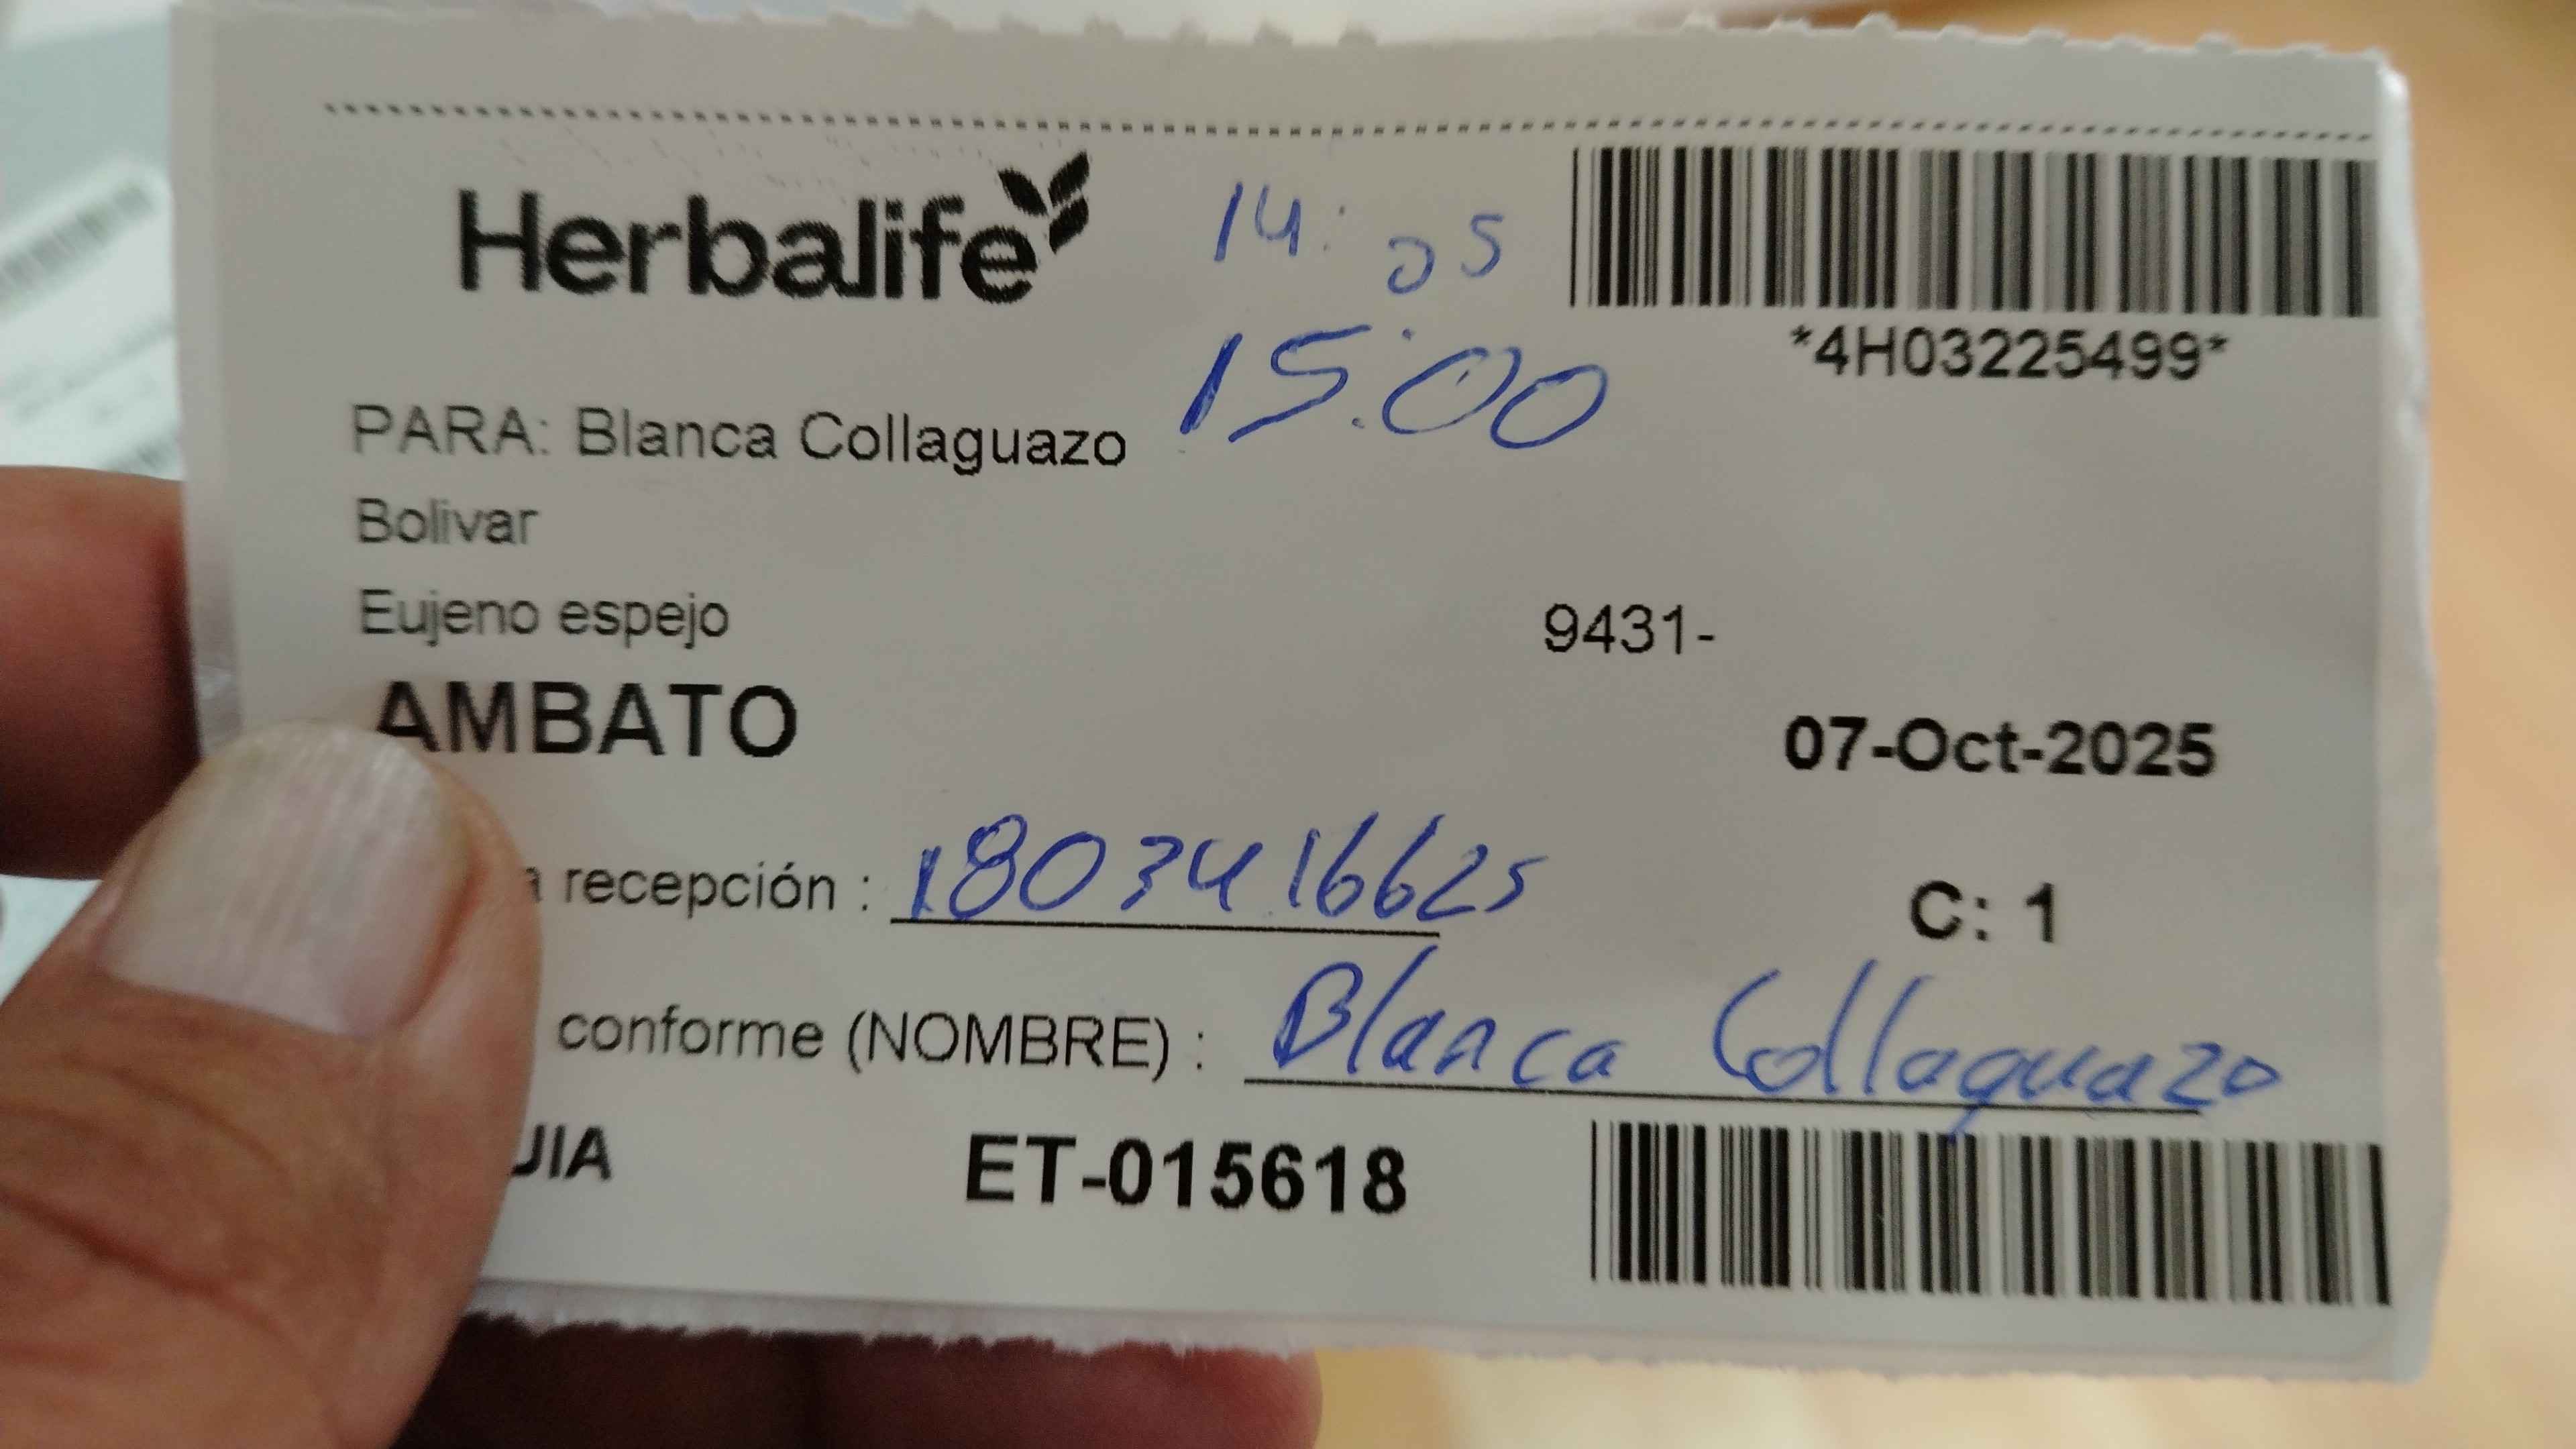 Herbalife
14:05
15:00
*4H03225499*
PARA: Blanca Collaguazo
Bolivar
Eujeno espejo
9431-
AMBATO
07-Oct-2025
recepción : 1803416625
C: 1
conforme (NOMBRE) : Blanca Collaguazo
ET-015618